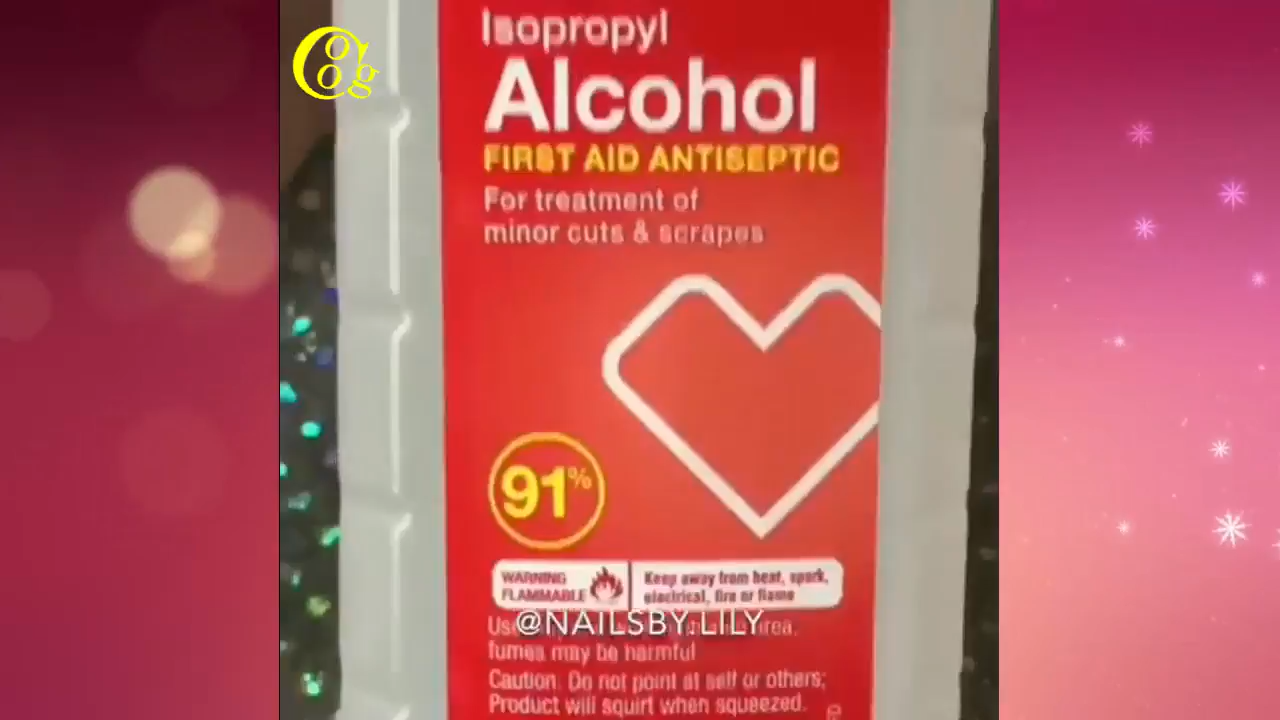 Coog
Isopropyl
Alcohol
FIRST AID ANTISEPTIC
For treatment of
minor cuts & scrapes
91%
WARNING
FLAMMABLE
Keep away from heat, spark,
electrical, fire or flame
@NAILSBY.LILY
area,
fumes may be harmful
Caution. Do not point at self or others;
Product will squirt when squeezed.